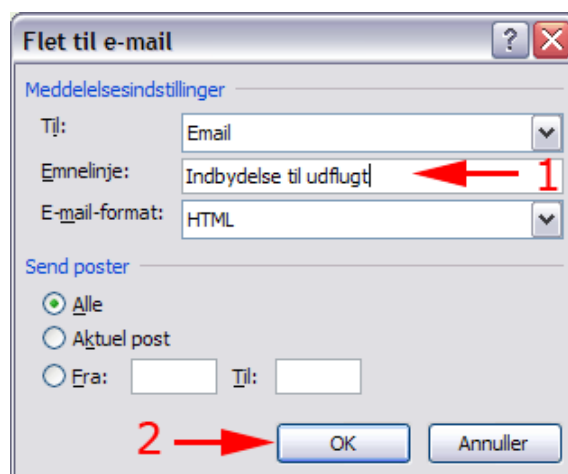 Flet til e-mail
Meddelelsesindstillinger
Til: Email
Emnelinje: Indbydelse til udflugt 1
E-mail-format: HTML
Send poster
Alle
Aktuel post
Fra: Til:
2 OK Annuller